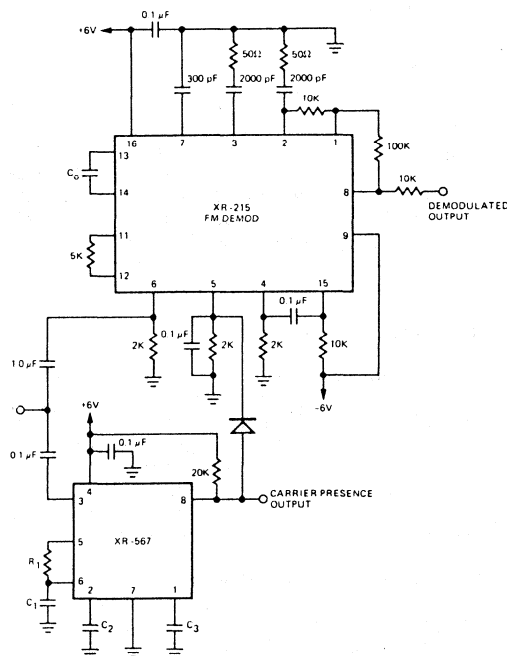 0.1 µF
+6V
50Ω 50Ω
300 pF 2000 pF 2000 pF
10K
16 7 3 2 1
100K
13
C₀
14
8
10K
XR-215
FM DEMOD
DEMODULATED
OUTPUT
11
9
5K
12
6 5 4 15
0.1 µF
0.1 µF
2K 2K 2K 10K
10 µF
+6V
-6V
0.1 µF
0.1 µF
20K
4
3
8
CARRIER PRESENCE
OUTPUT
XR-567
5
R₁
6
2 7 1
C₁
C₂ C₃